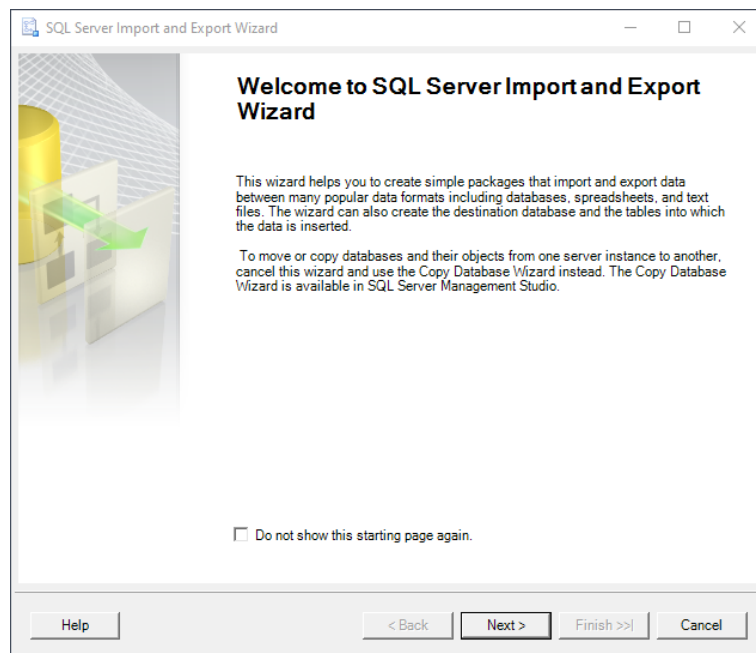 SQL Server Import and Export Wizard
Welcome to SQL Server Import and Export
Wizard
This wizard helps you to create simple packages that import and export data
between many popular data formats including databases, spreadsheets, and text
files. The wizard can also create the destination database and the tables into which
the data is inserted.
To move or copy databases and their objects from one server instance to another,
cancel this wizard and use the Copy Database Wizard instead. The Copy Database
Wizard is available in SQL Server Management Studio.
Do not show this starting page again.
Help
< Back
Next >
Finish >>|
Cancel